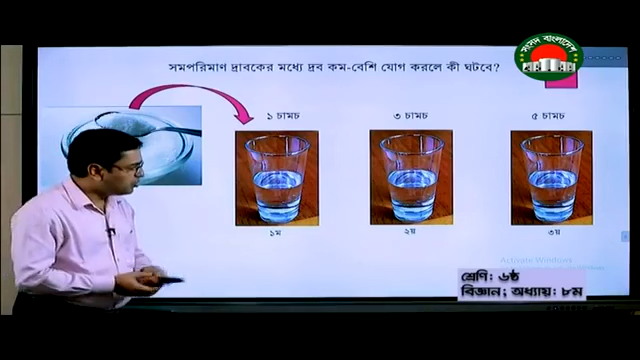 সমপরিমাণ দ্রাবকের মধ্যে দ্রব কম-বেশি যোগ করলে কী ঘটবে?
সংসদ বাংলাদেশ
১ চামচ
৩ চামচ
৫ চামচ
১ম
২য়
৩য়
Activate Windows
শ্রেণি: ৬ষ্ঠ
বিজ্ঞান; অধ্যায়: ৮ম